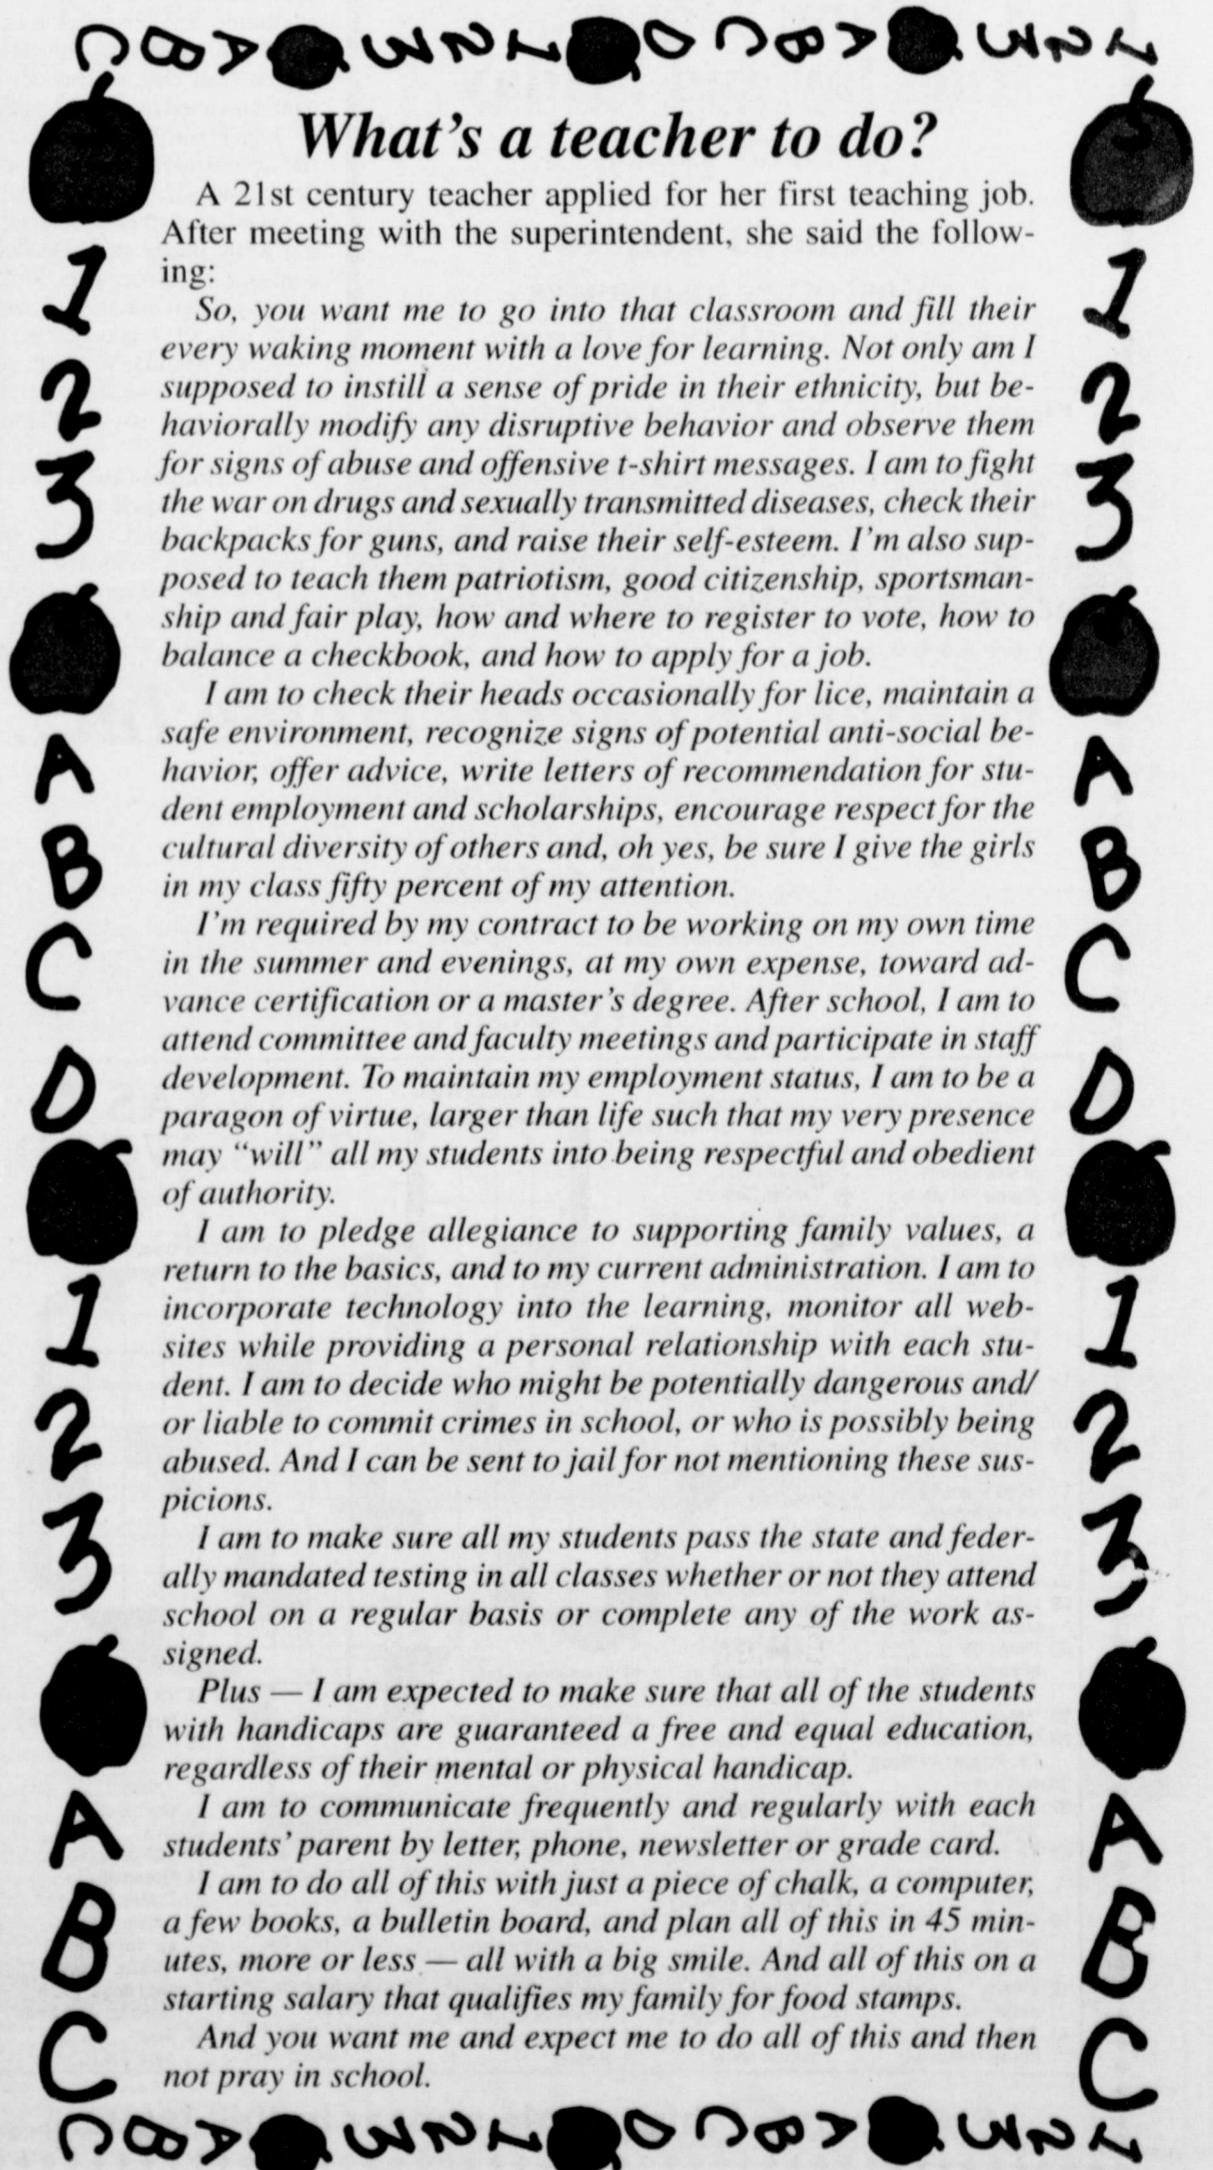 C B A 3 2 1 D C B A 3 2 1
What's a teacher to do?
A 21st century teacher applied for her first teaching job.
After meeting with the superintendent, she said the follow-
ing:
So, you want me to go into that classroom and fill their
every waking moment with a love for learning. Not only am I
supposed to instill a sense of pride in their ethnicity, but be-
haviorally modify any disruptive behavior and observe them
for signs of abuse and offensive t-shirt messages. I am to fight
the war on drugs and sexually transmitted diseases, check their
backpacks for guns, and raise their self-esteem. I'm also sup-
posed to teach them patriotism, good citizenship, sportsman-
ship and fair play, how and where to register to vote, how to
balance a checkbook, and how to apply for a job.
I am to check their heads occasionally for lice, maintain a
safe environment, recognize signs of potential anti-social be-
havior, offer advice, write letters of recommendation for stu-
dent employment and scholarships, encourage respect for the
cultural diversity of others and, oh yes, be sure I give the girls
in my class fifty percent of my attention.
I'm required by my contract to be working on my own time
in the summer and evenings, at my own expense, toward ad-
vance certification or a master's degree. After school, I am to
attend committee and faculty meetings and participate in staff
development. To maintain my employment status, I am to be a
paragon of virtue, larger than life such that my very presence
may "will" all my students into being respectful and obedient
of authority.
I am to pledge allegiance to supporting family values, a
return to the basics, and to my current administration. I am to
incorporate technology into the learning, monitor all web-
sites while providing a personal relationship with each stu-
dent. I am to decide who might be potentially dangerous and/
or liable to commit crimes in school, or who is possibly being
abused. And I can be sent to jail for not mentioning these sus-
picions.
I am to make sure all my students pass the state and feder-
ally mandated testing in all classes whether or not they attend
school on a regular basis or complete any of the work as-
signed.
Plus — I am expected to make sure that all of the students
with handicaps are guaranteed a free and equal education,
regardless of their mental or physical handicap.
I am to communicate frequently and regularly with each
students' parent by letter, phone, newsletter or grade card.
I am to do all of this with just a piece of chalk, a computer,
a few books, a bulletin board, and plan all of this in 45 min-
utes, more or less — all with a big smile. And all of this on a
starting salary that qualifies my family for food stamps.
And you want me and expect me to do all of this and then
not pray in school.
1
2
3
A
B
C
D
1
2
3
A
B
C
1
2
3
A
B
C
D
1
2
3
A
B
C
C B A 3 2 1 D C B A 3 2 1